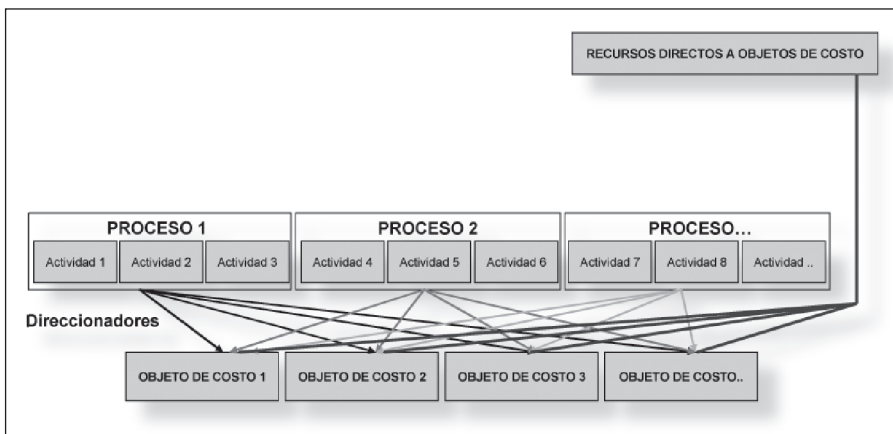 RECURSOS DIRECTOS A OBJETOS DE COSTO
PROCESO 1
PROCESO 2
PROCESO...
Actividad 1
Actividad 2
Actividad 3
Actividad 4
Actividad 5
Actividad 6
Actividad 7
Actividad 8
Actividad ..
Direccionadores
OBJETO DE COSTO 1
OBJETO DE COSTO 2
OBJETO DE COSTO 3
OBJETO DE COSTO..